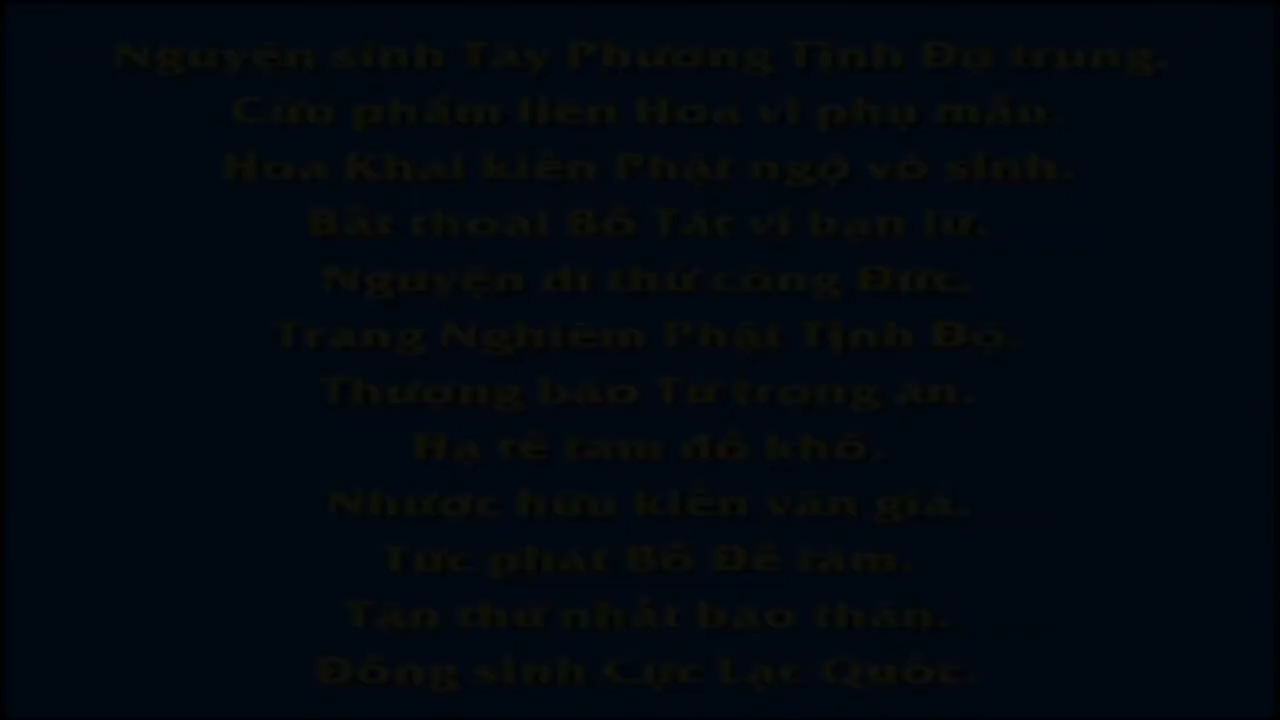 Nguyện sinh Tây Phương Tịnh Độ trung.
Cửu phẩm liên Hoa vi phụ mẫu.
Hoa Khai kiến Phật ngộ vô sinh.
Bất thoái Bồ Tát vi bạn lữ.
Nguyện dĩ thử công Đức.
Trang Nghiêm Phật Tịnh Độ.
Thượng báo Tứ trọng ân.
Hạ tế tam đồ khổ.
Nhược hữu kiến văn giả.
Tức phát Bồ Đề tâm.
Tận thử nhất báo thân.
Đồng sinh Cực Lạc Quốc.